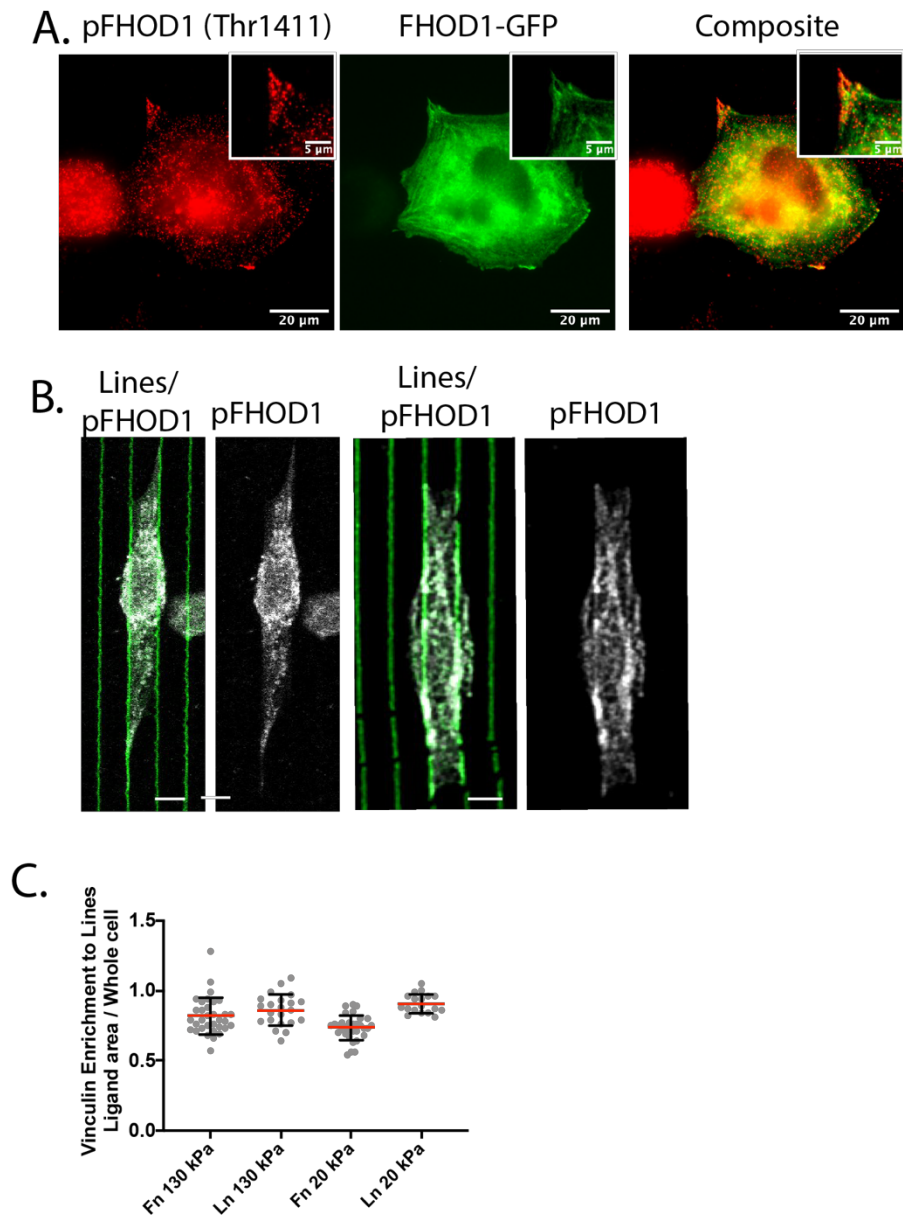 A.
pFHOD1 (Thr1411)
FHOD1-GFP
Composite
5 µm
5 µm
5 µm
20 µm
20 µm
20 µm
B.
Lines/
pFHOD1
pFHOD1
Lines/
pFHOD1
pFHOD1
C.
Vinculin Enrichment to Lines
Ligand area / Whole cell
1.5
1.0
0.5
0.0
Fn 130 kPa
Ln 130 kPa
Fn 20 kPa
Ln 20 kPa